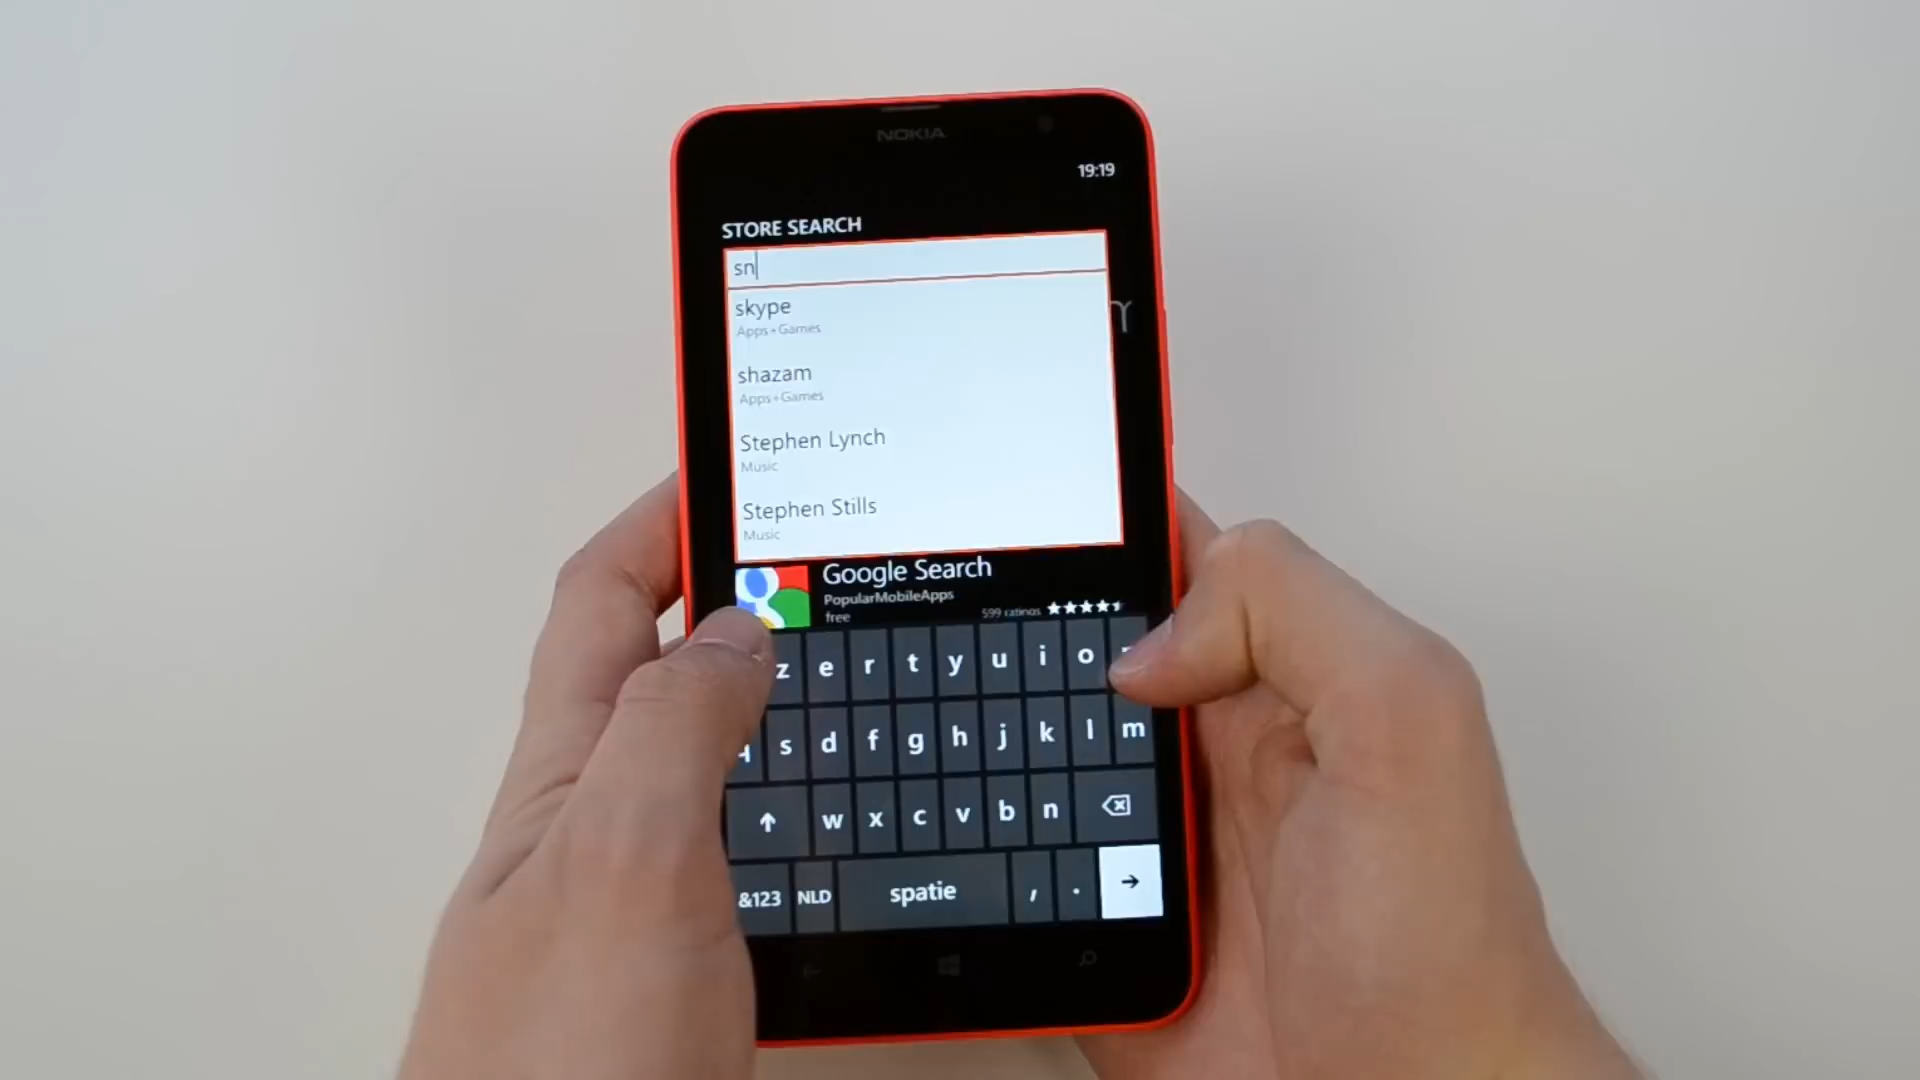 NOKIA
19:19
STORE SEARCH
sn
skype
Apps+Games
shazam
Apps+Games
Stephen Lynch
Music
Stephen Stills
Music
Google Search
PopularMobileApps
free
599 ratings
z e r t y u i o
s d f g h j k l m
w x c v b n
&123 NLD spatie , .